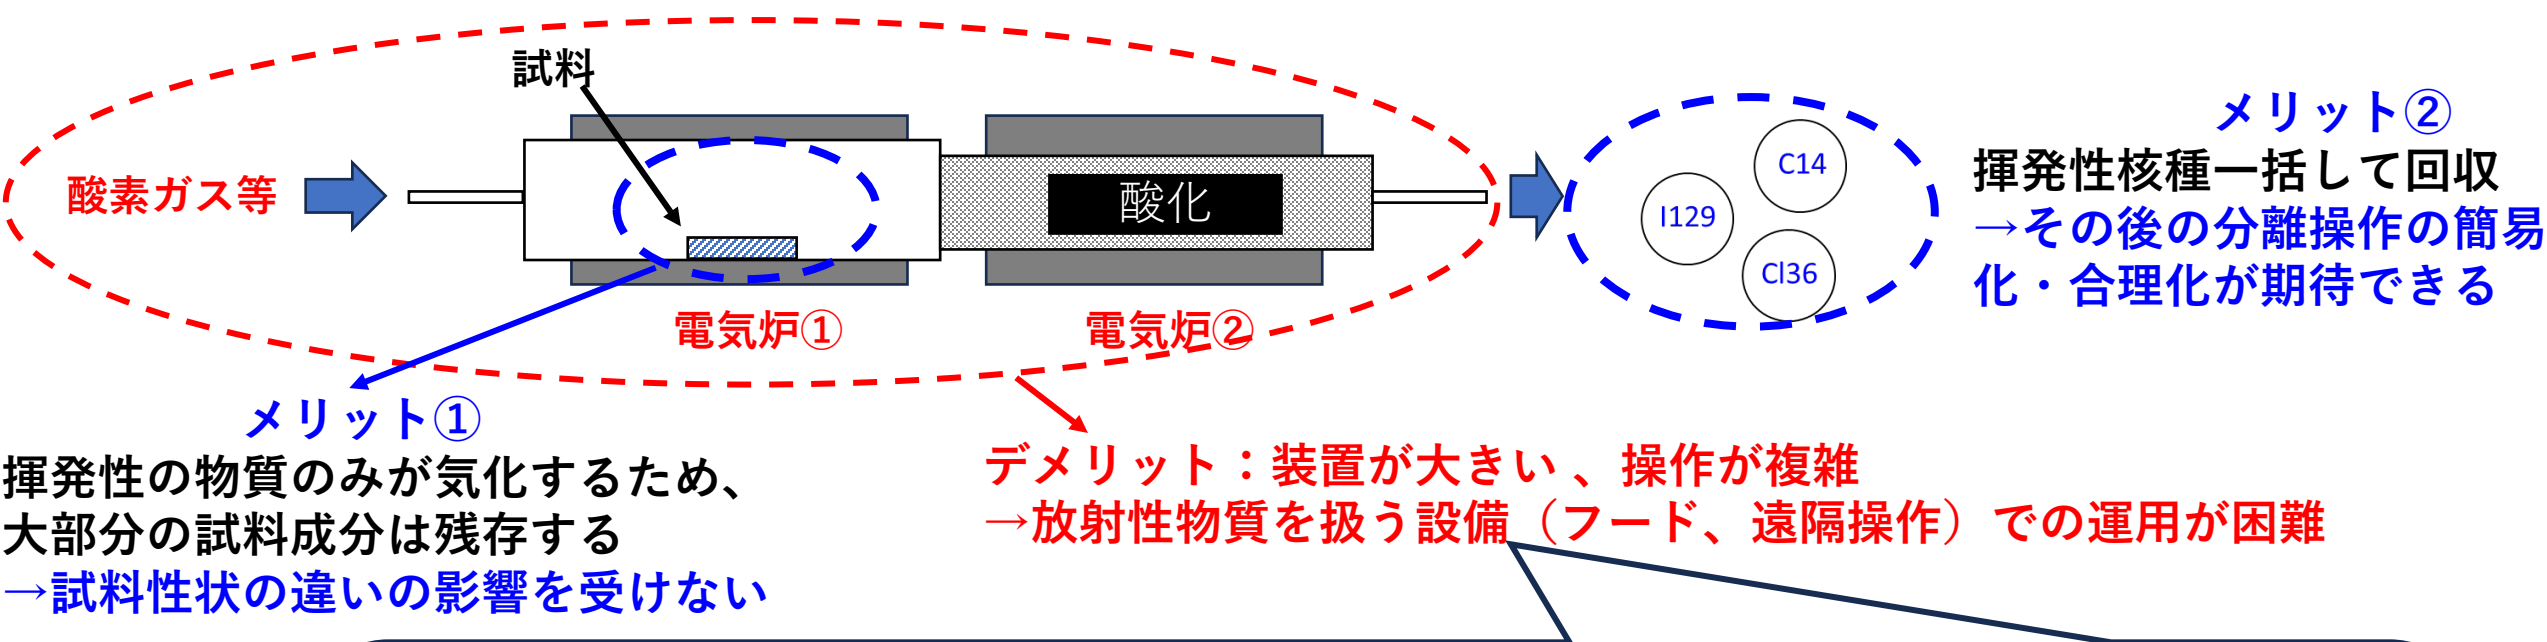 試料
酸素ガス等
酸化
電気炉①
電気炉②
C14
I129
Cl36
メリット②
揮発性核種一括して回収
→その後の分離操作の簡易
化・合理化が期待できる
メリット①
揮発性の物質のみが気化するため、
大部分の試料成分は残存する
→試料性状の違いの影響を受けない
デメリット：装置が大きい、操作が複雑
→放射性物質を扱う設備（フード、遠隔操作）での運用が困難